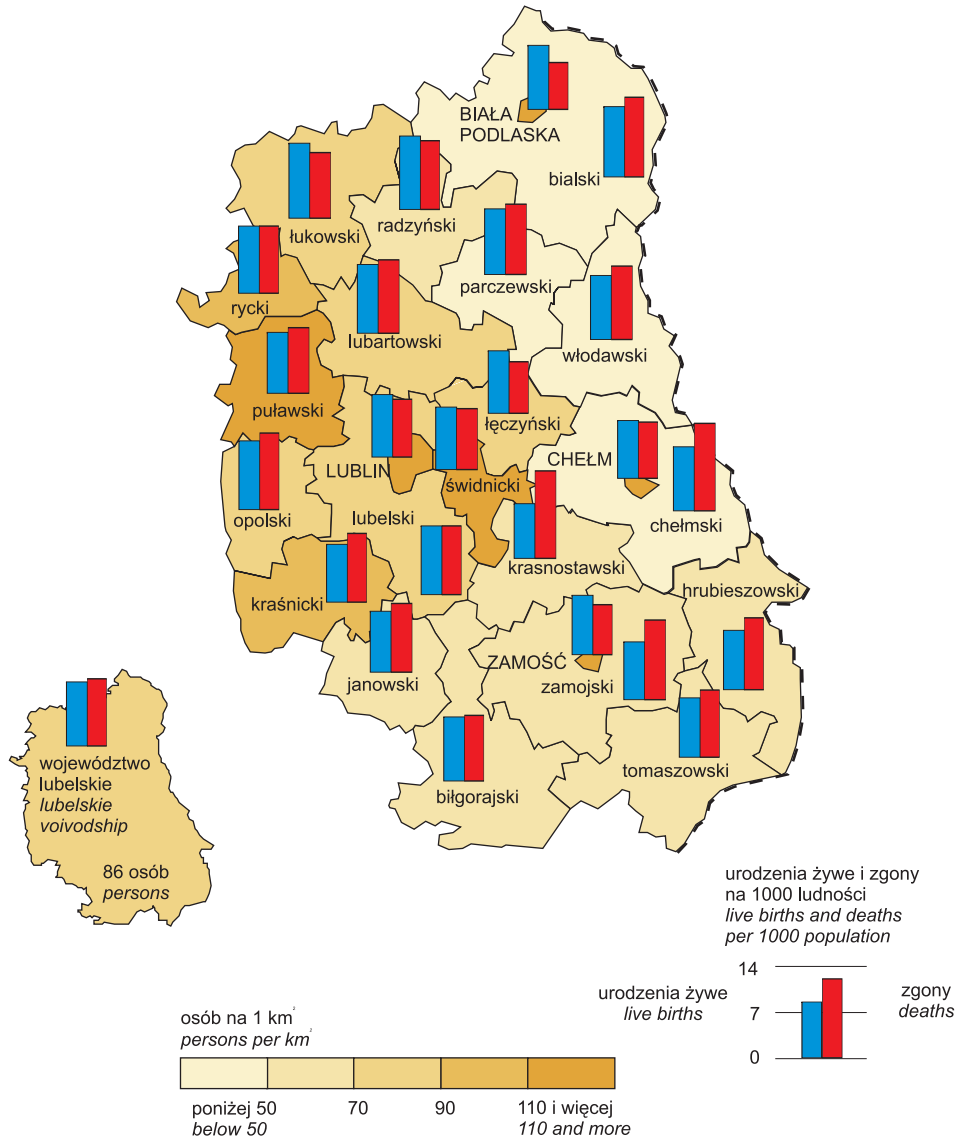 BIAŁA
PODLASKA
bialski
łukowski
radzyński
parczewski
rycki
lubartowski
włodawski
puławski
łęczyński
LUBLIN
świdnicki
CHEŁM
opolski
lubelski
chełmski
krasnostawski
kraśnicki
hrubieszowski
janowski
ZAMOŚĆ
zamojski
tomaszowski
biłgorajski
województwo
lubelskie
lubelskie
voivodship
86 osób
persons
urodzenia żywe i zgony
na 1000 ludności
live births and deaths
per 1000 population
14
7
0
urodzenia żywe
live births
zgony
deaths
osób na 1 km²
persons per km²
poniżej 50 70 90 110 i więcej
below 50 110 and more